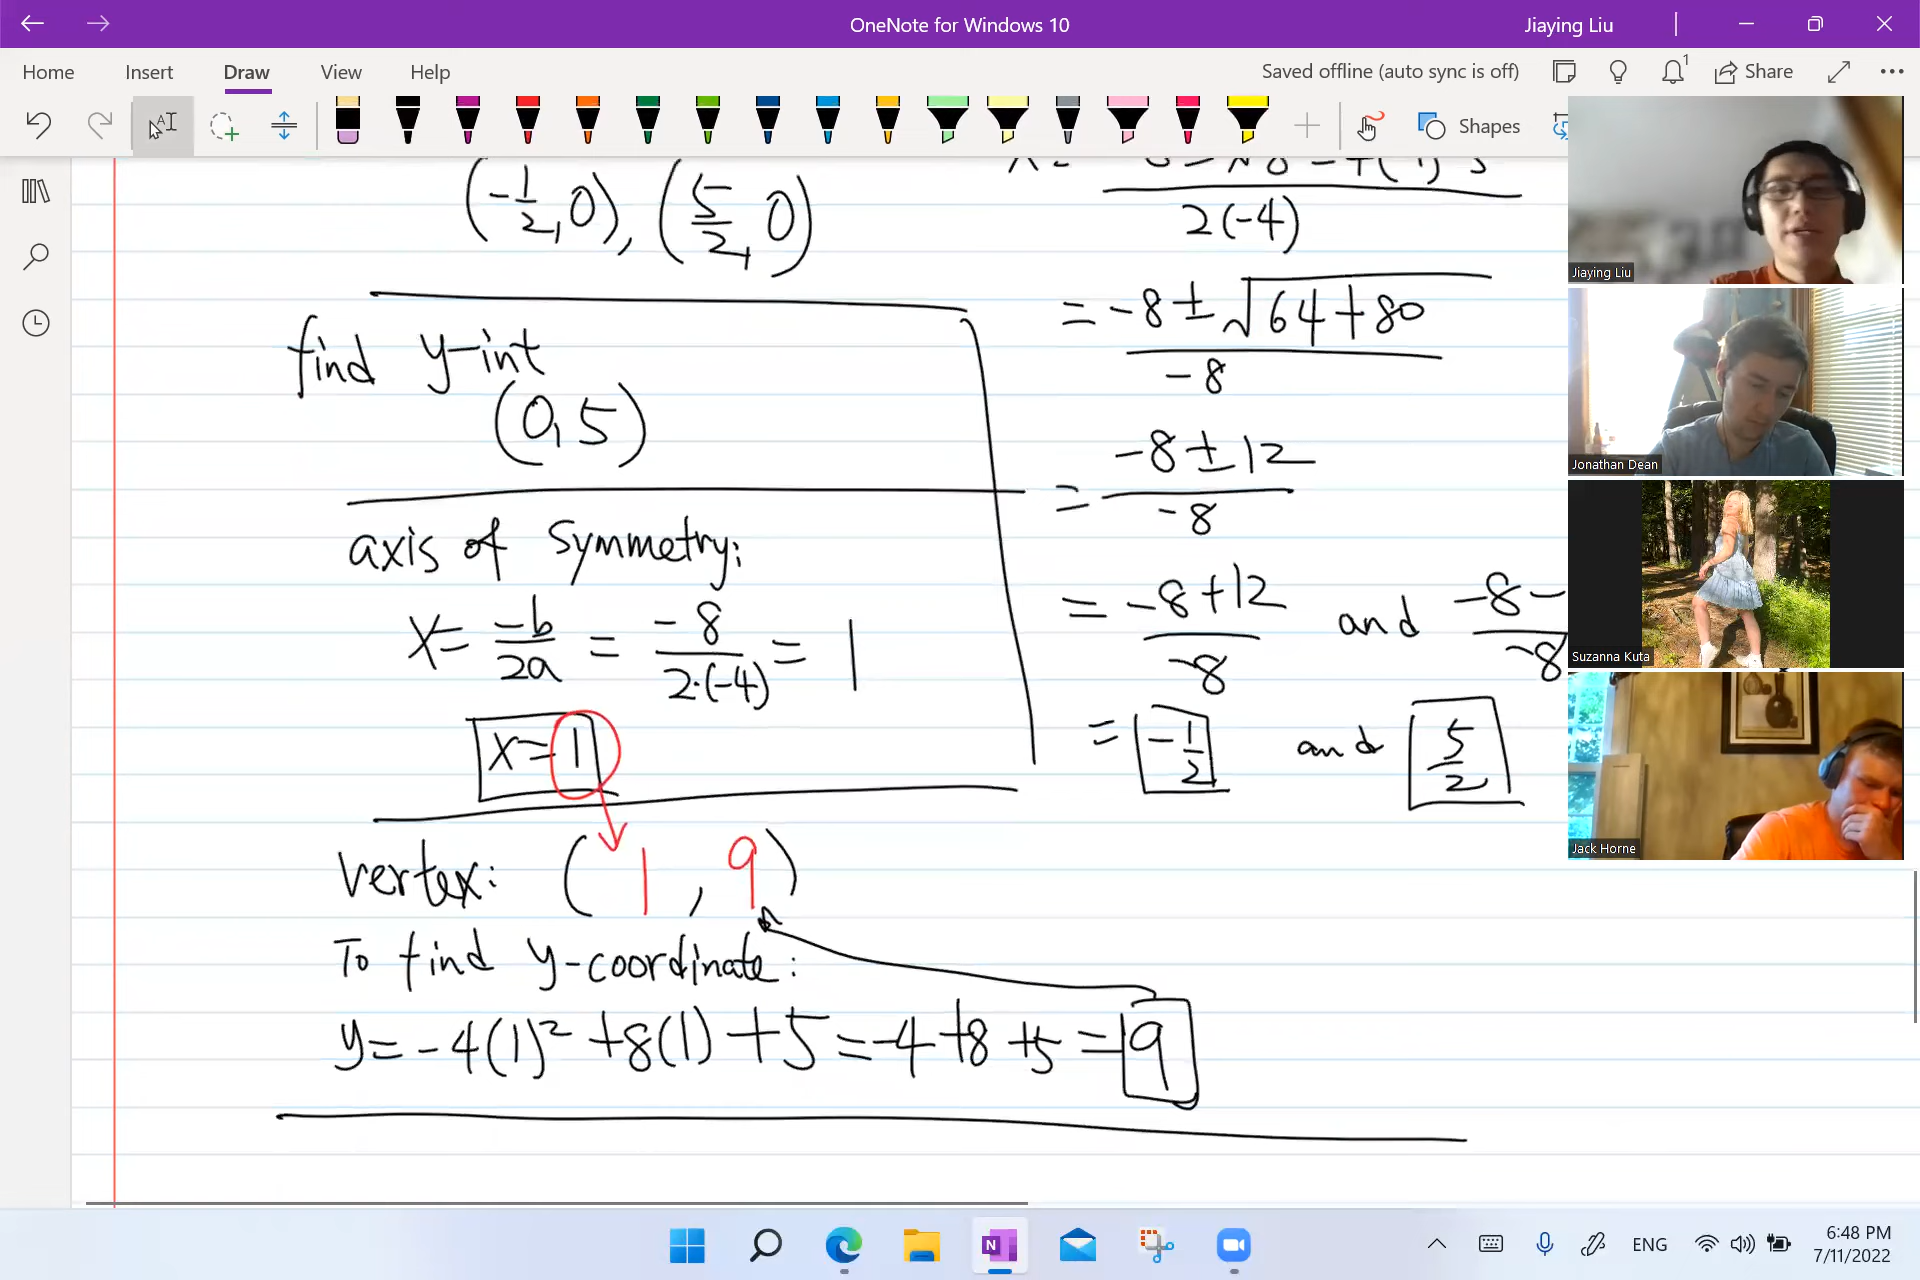 OneNote for Windows 10
Jiaying Liu
Home Insert Draw View Help
Saved offline (auto sync is off)
1
Share
Shapes
(-1/2, 0), (5/2, 0)
find y-int
(0, 5)
axis of symmetry:
x = -b/2a = -8/2·(-4) = 1
x = 1
vertex: ( 1 , 9 )
To find y-coordinate:
y = -4(1)² + 8(1) + 5 = -4 + 8 + 5 = 9
2(-4)
= -8 ± √64 + 80 / -8
= -8 ± 12 / -8
= -8 + 12 / -8 and -8 - / -8
= -1/2 and 5/2
Jiaying Liu
Jonathan Dean
Suzanna Kuta
Jack Horne
ENG
6:48 PM
7/11/2022